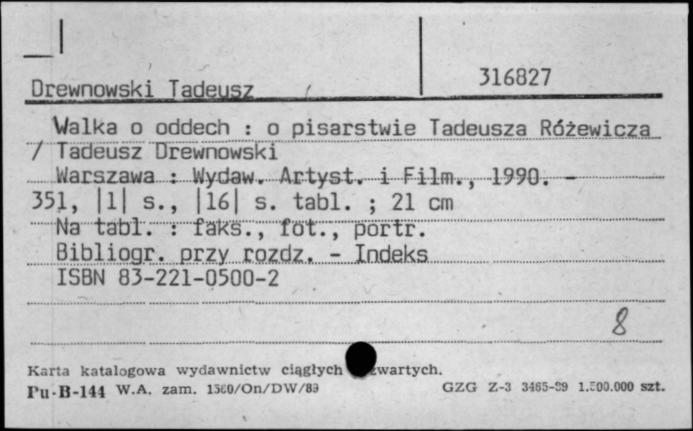 316827
Drewnowski Tadeusz
Walka o oddech : o pisarstwie Tadeusza Różewicza
/ Tadeusz Drewnowski
Warszawa : Wydaw. Artyst. i Film., 1990. -
351, |1| s., |16| s. tabl. ; 21 cm
Na tabl. : faks., fot., portr.
Bibliogr. przy rozdz. - Indeks
ISBN 83-221-0500-2
8
Karta katalogowa wydawnictw ciągłych zwartych.
Pu-B-144 W.A. zam. 1360/On/DW/89 GZG Z-3 3465-89 1.500.000 szt.